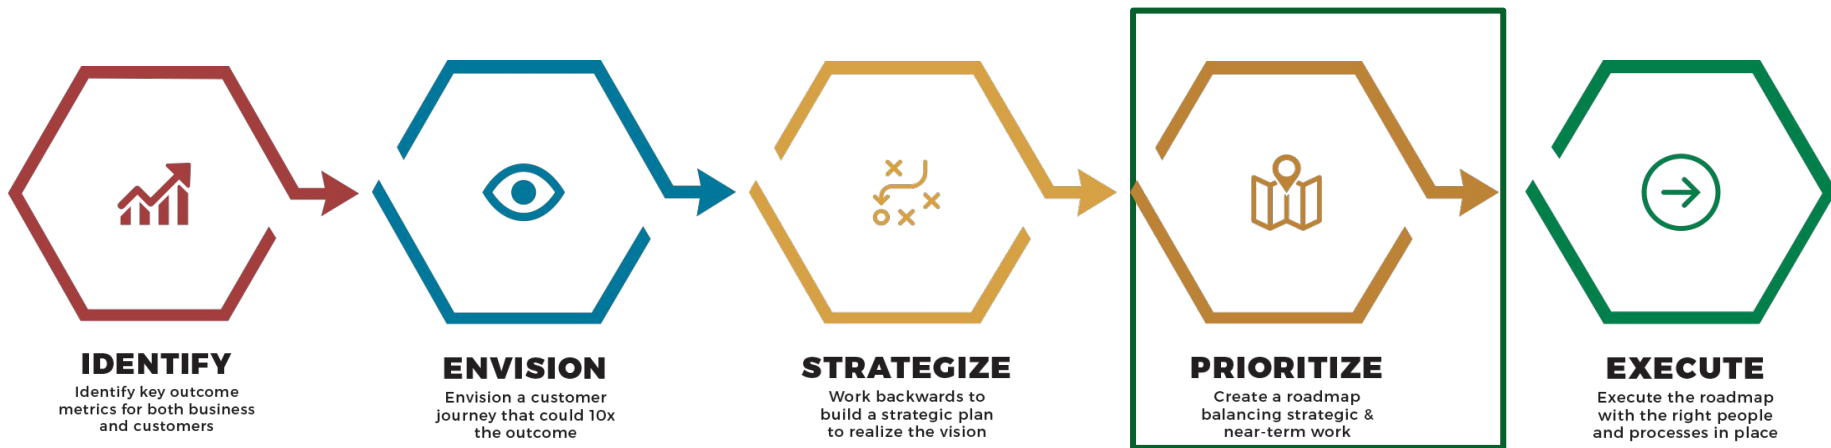 IDENTIFY
Identify key outcome
metrics for both business
and customers
ENVISION
Envision a customer
journey that could 10x
the outcome
STRATEGIZE
Work backwards to
build a strategic plan
to realize the vision
PRIORITIZE
Create a roadmap
balancing strategic &
near-term work
EXECUTE
Execute the roadmap
with the right people
and processes in place